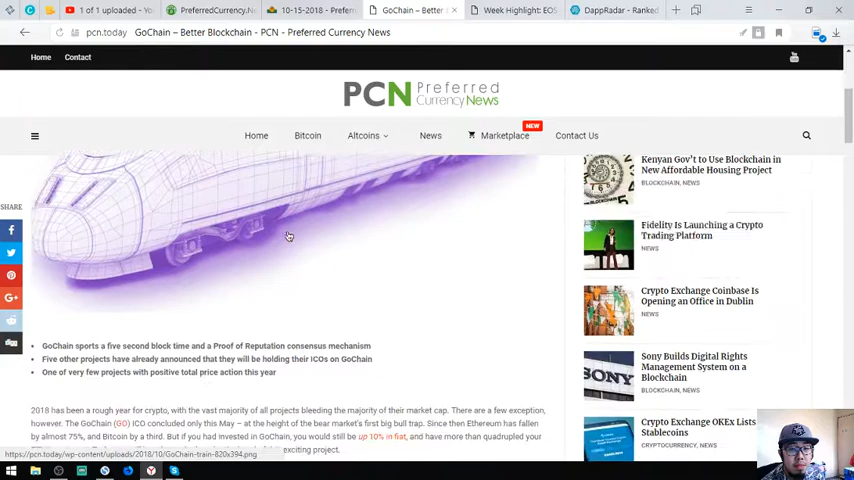 1 of 1 uploaded - Yo
PreferredCurrency.Ne
10-15-2018 - Preferre
GoChain – Better Blo
Week Highlight: EOS
DappRadar - Ranked
pcn.today
GoChain – Better Blockchain - PCN - Preferred Currency News
Home
Contact
PCN Preferred
Currency News
NEW
Home
Bitcoin
Altcoins
News
Marketplace
Contact Us
SHARE
Kenyan Gov't to Use Blockchain in
New Affordable Housing Project
BLOCKCHAIN, NEWS
Fidelity Is Launching a Crypto
Trading Platform
NEWS
Crypto Exchange Coinbase Is
Opening an Office in Dublin
NEWS
Sony Builds Digital Rights
Management System on a
Blockchain
BLOCKCHAIN, NEWS
SONY
Crypto Exchange OKEx Lists
Stablecoins
CRYPTOCURRENCY, NEWS
GoChain sports a five second block time and a Proof of Reputation consensus mechanism
Five other projects have already announced that they will be holding their ICOs on GoChain
One of very few projects with positive total price action this year
2018 has been a rough year for crypto, with the vast majority of all projects bleeding the majority of their market cap. There are a few exception,
however. The GoChain (GO) ICO concluded only this May – at the height of the bear market's first big bull trap. Since then Ethereum has fallen
by almost 75%, and Bitcoin by a third. But if you had invested in GoChain, you would still be up 10% in fiat, and have more than quadrupled your
exciting project.
https://pcn.today/wp-content/uploads/2018/10/GoChain-train-820x394.png